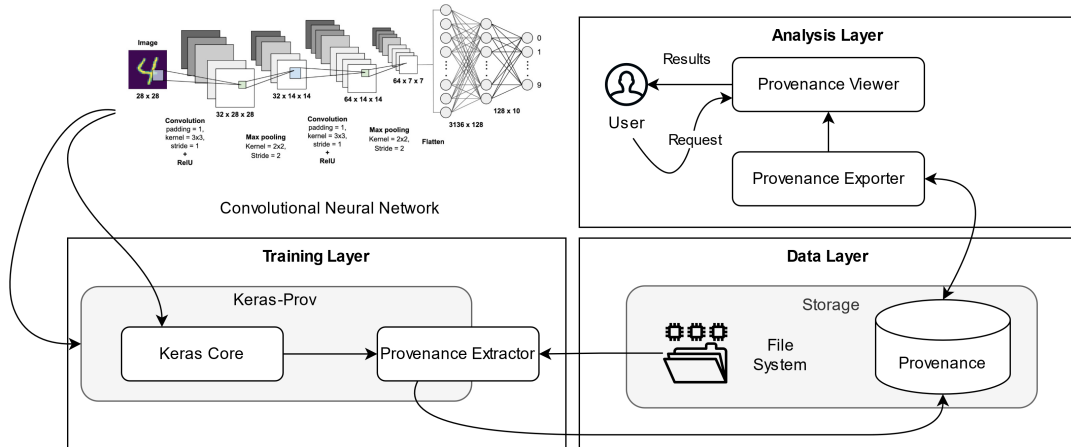 Image
28 x 28
32 x 28 x 28
32 x 14 x 14
64 x 14 x 14
64 x 7 x 7
3136 x 128
128 x 10
0
1
9
Convolution
padding = 1,
kernel = 3x3,
stride = 1
+
RelU
Max pooling
Kernel = 2x2,
Stride = 2
Convolution
padding = 1,
kernel = 3x3,
stride = 1
+
RelU
Max pooling
Kernel = 2x2,
Stride = 2
Flatten
Convolutional Neural Network
Analysis Layer
Results
Provenance Viewer
User
Request
Provenance Exporter
Training Layer
Keras-Prov
Keras Core
Provenance Extractor
Data Layer
Storage
File
System
Provenance